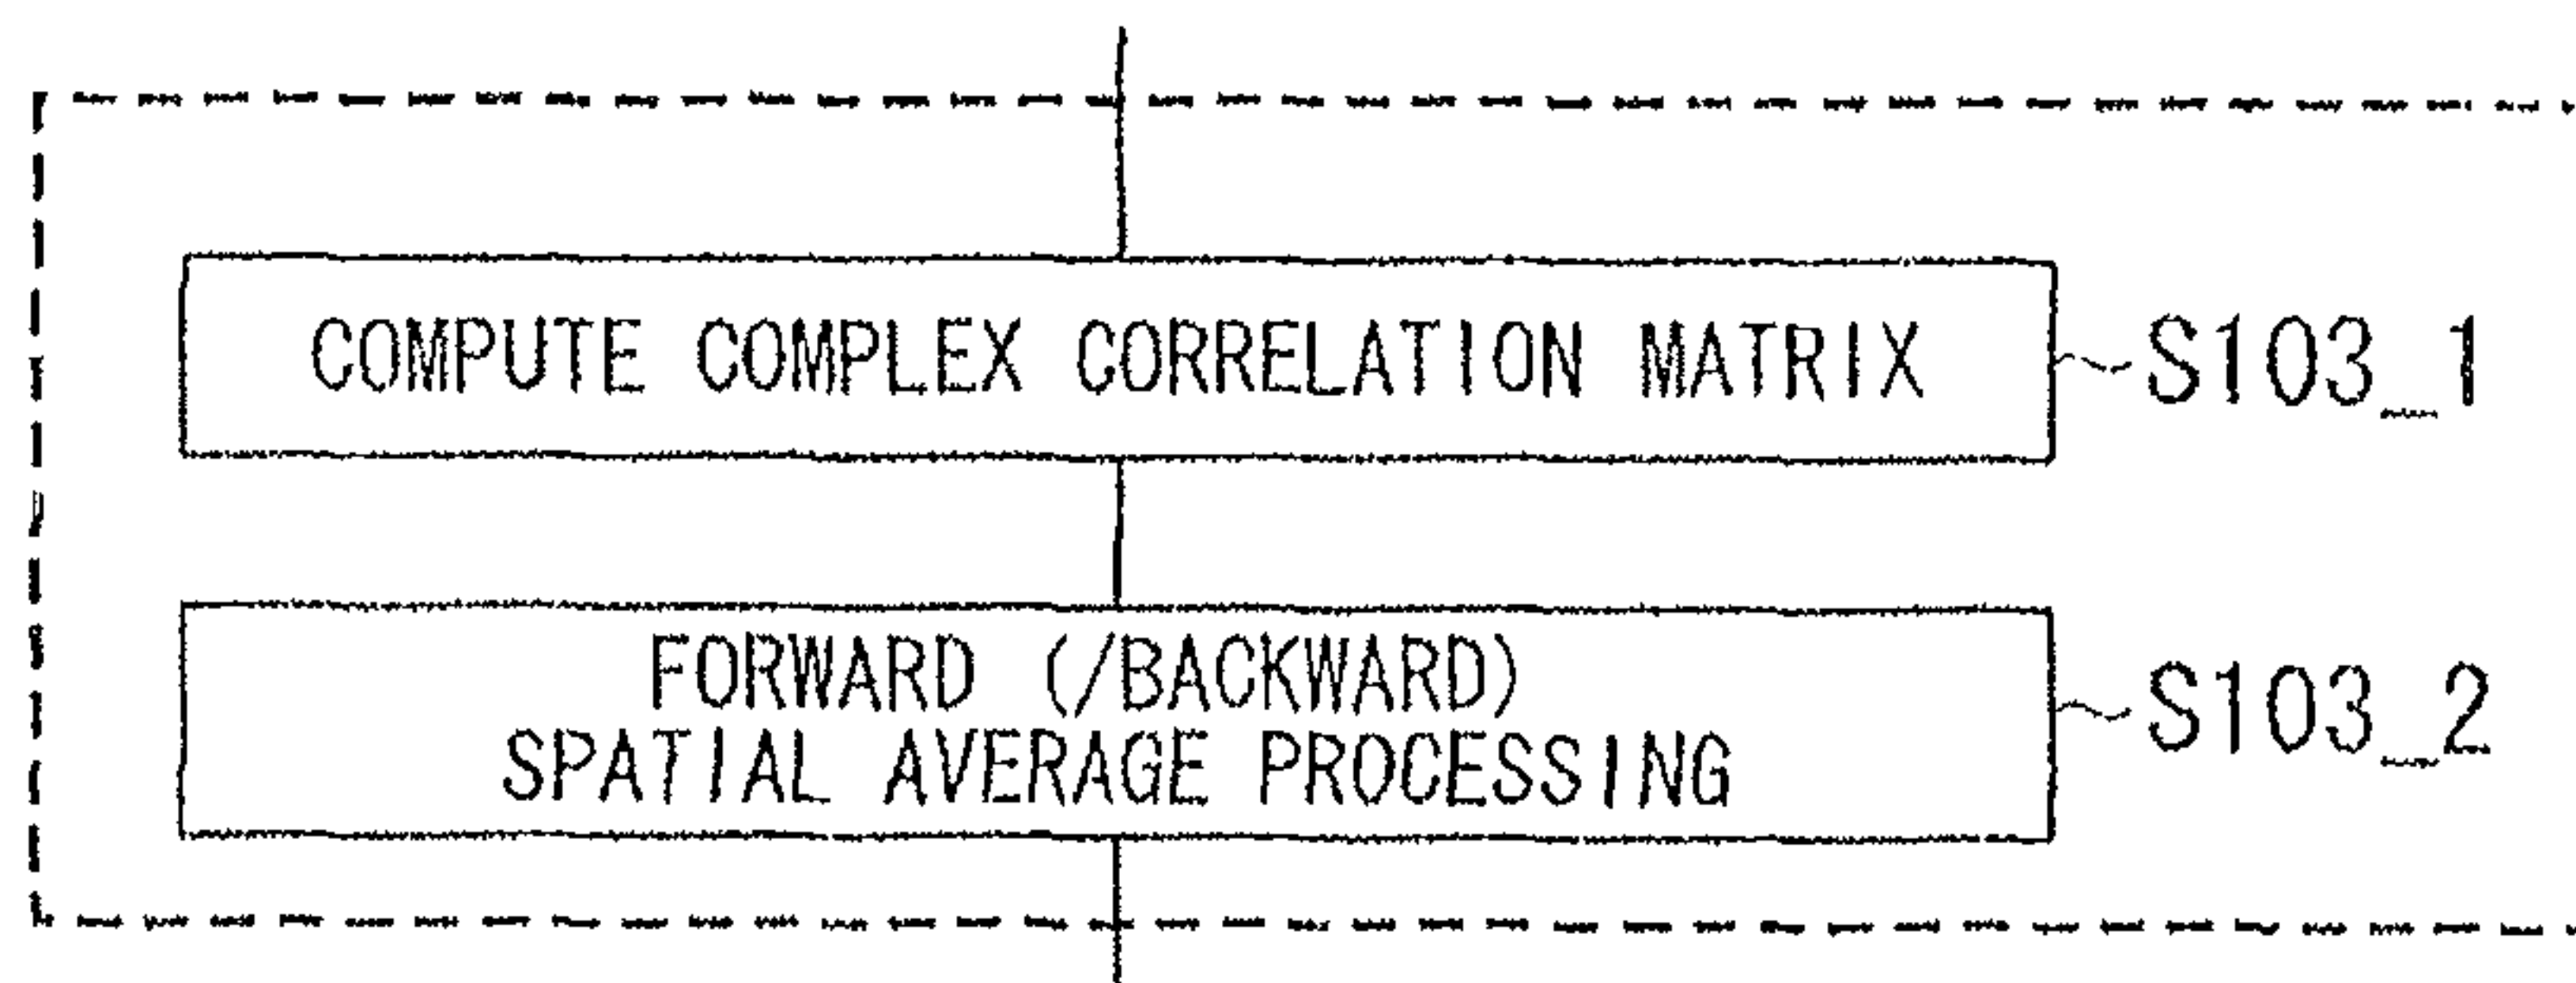 COMPUTE COMPLEX CORRELATION MATRIX
S103_1
FORWARD (/BACKWARD)
SPATIAL AVERAGE PROCESSING
S103_2